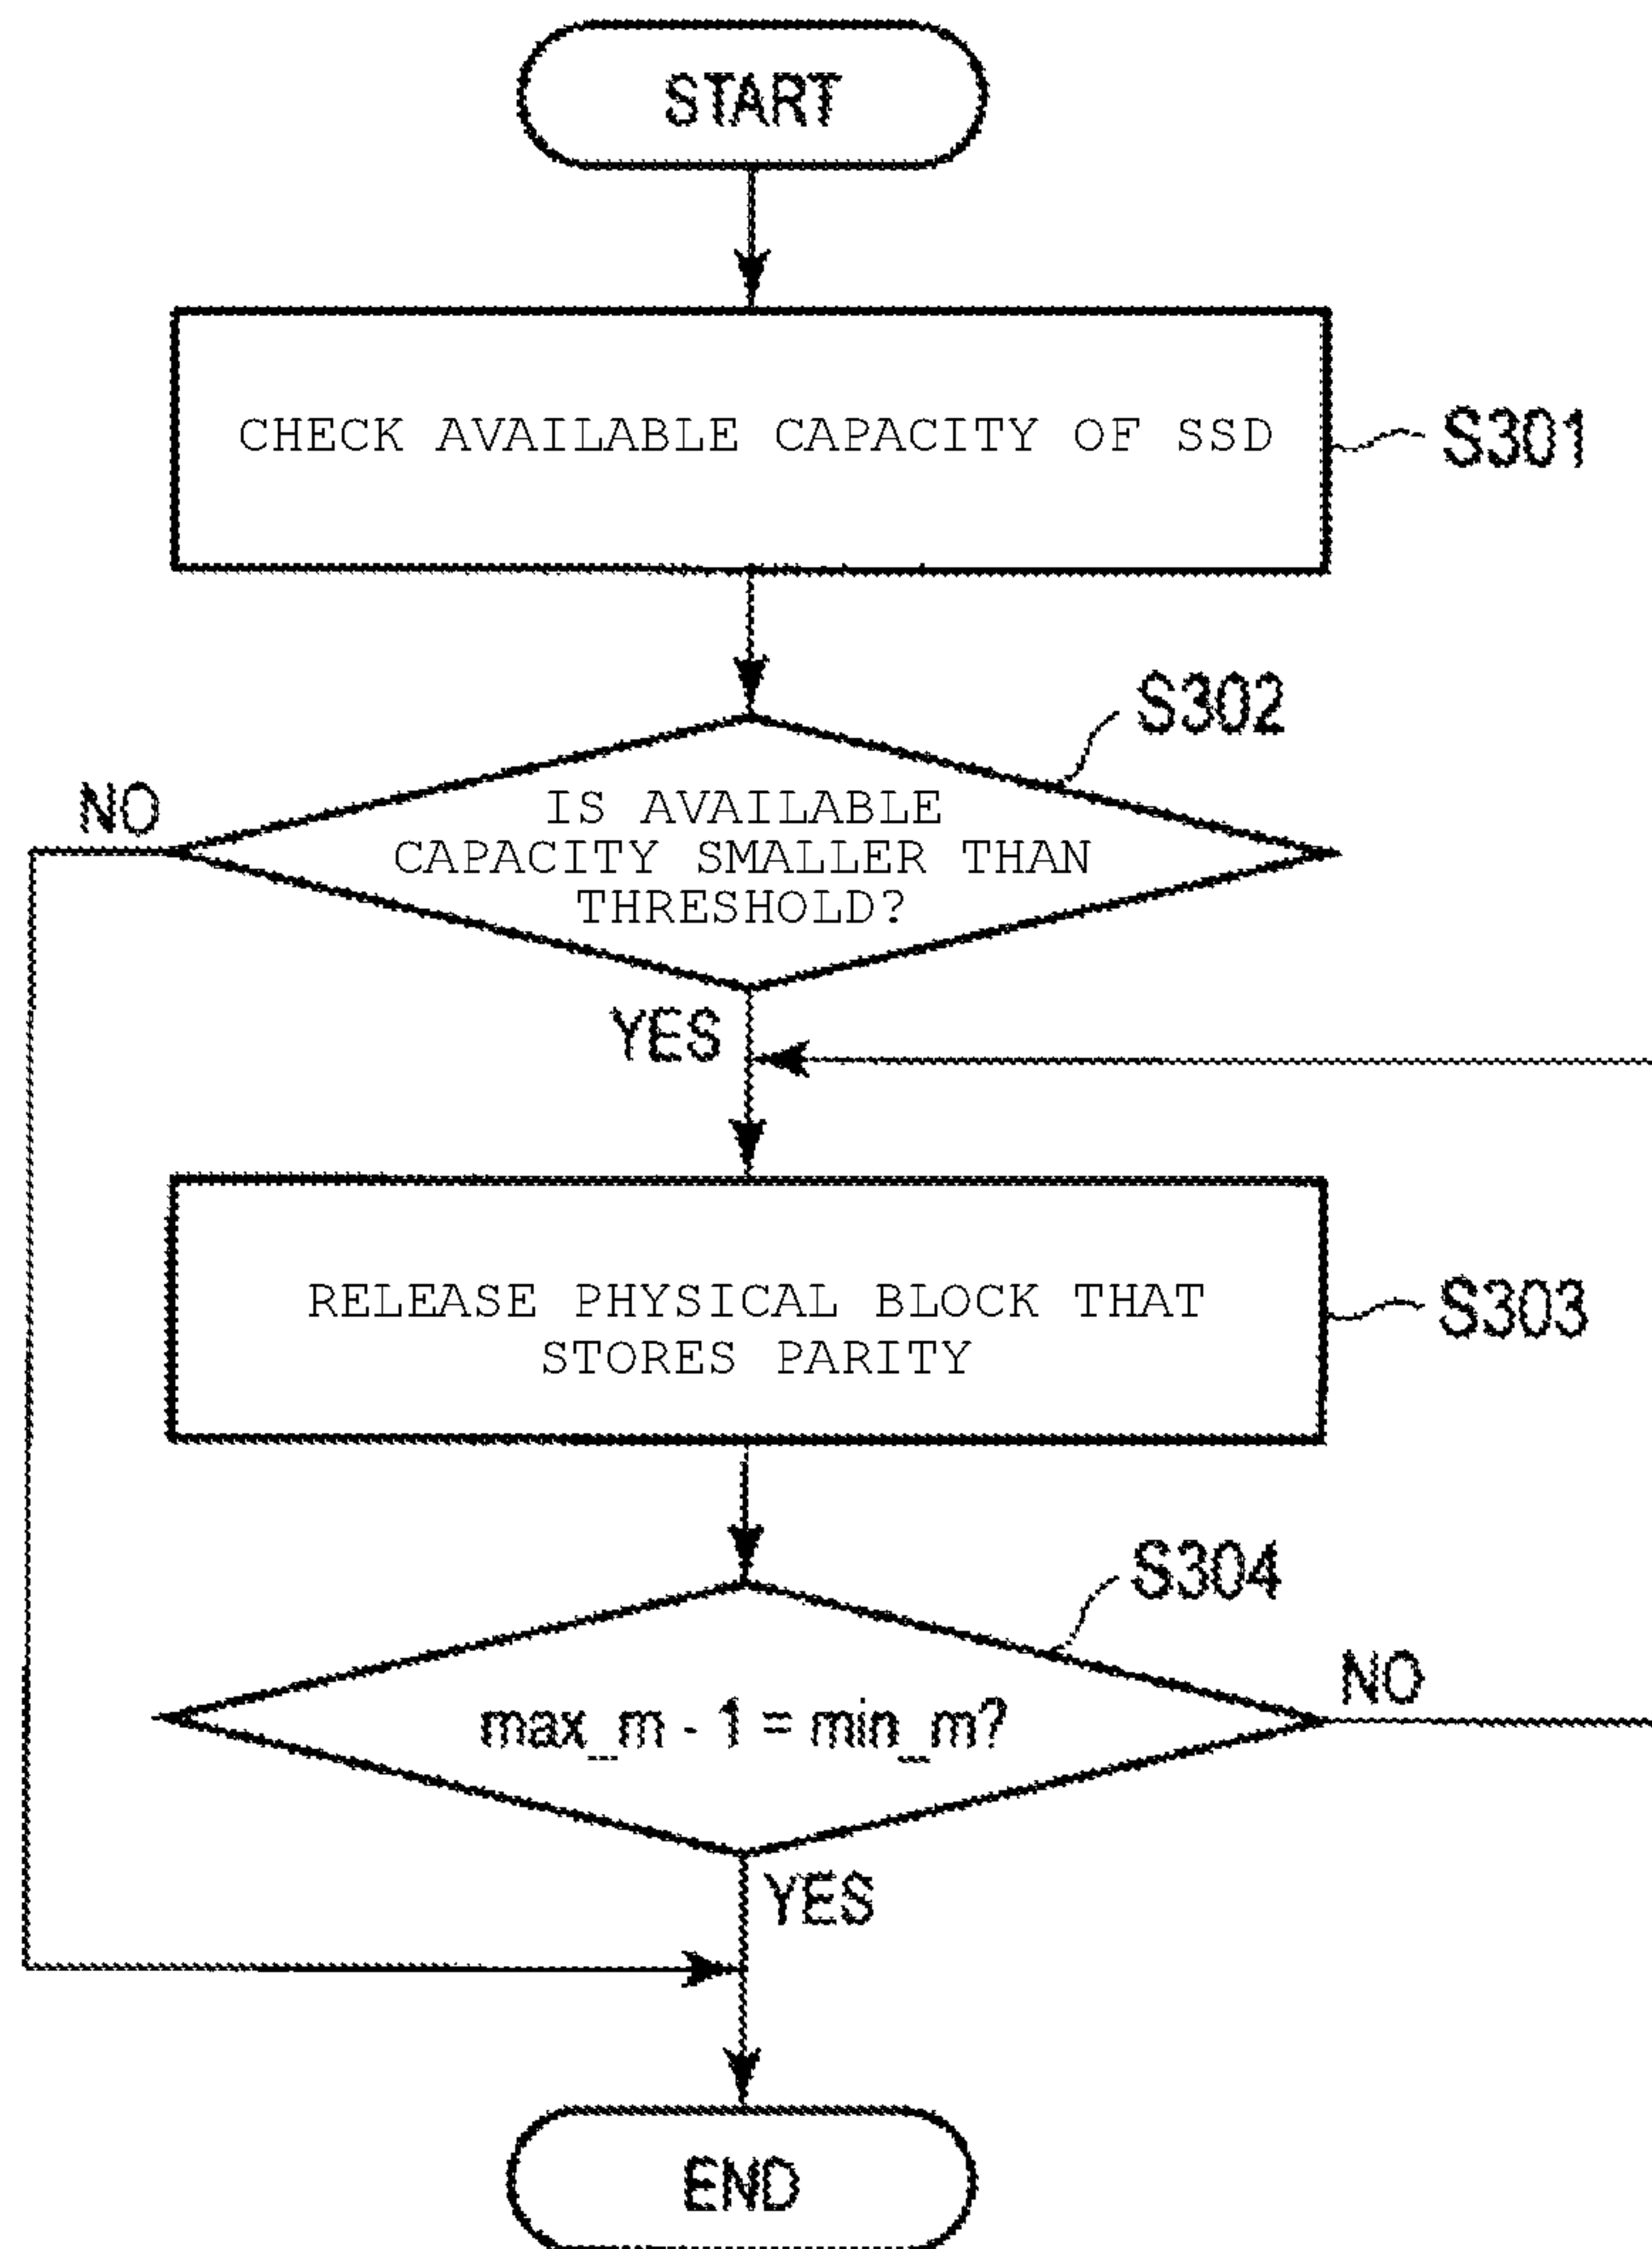 START
CHECK AVAILABLE CAPACITY OF SSD
S301
S302
NO
IS AVAILABLE
CAPACITY SMALLER THAN
THRESHOLD?
YES
RELEASE PHYSICAL BLOCK THAT
STORES PARITY
S303
S304
max_m - 1 = min_m?
NO
YES
END